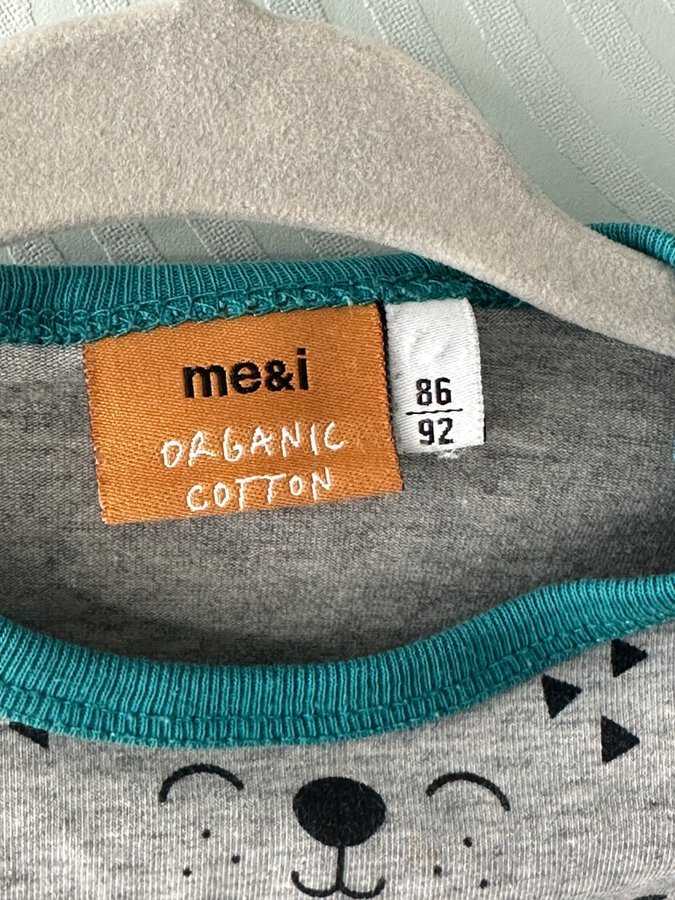 me&i
ORGANIC
COTTON
86
92